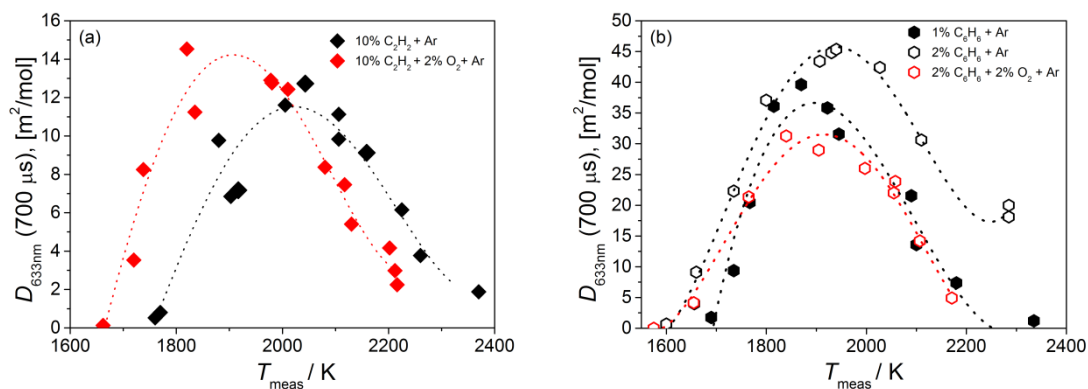 (a)
10% C₂H₂ + Ar
10% C₂H₂ + 2% O₂ + Ar
D₆₃₃ₙₘ (700 µs), [m²/mol]
16
14
12
10
8
6
4
2
0
1600 1800 2000 2200 2400
T_meas / K
(b)
1% C₆H₆ + Ar
2% C₆H₆ + Ar
2% C₆H₆ + 2% O₂ + Ar
D₆₃₃ₙₘ (700 µs), [m²/mol]
50
45
40
35
30
25
20
15
10
5
0
1600 1800 2000 2200 2400
T_meas / K